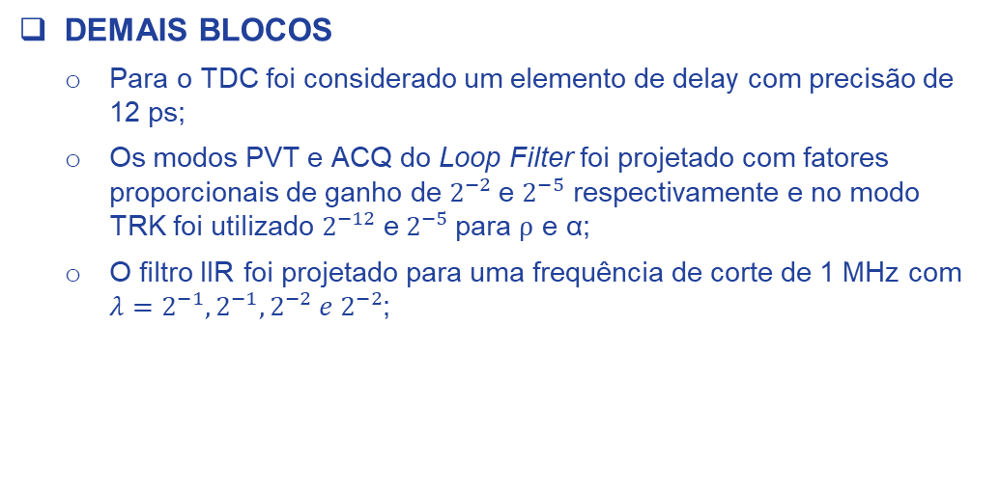 ❑ DEMAIS BLOCOS
o Para o TDC foi considerado um elemento de delay com precisão de
12 ps;
o Os modos PVT e ACQ do Loop Filter foi projetado com fatores
proporcionais de ganho de 2⁻² e 2⁻⁵ respectivamente e no modo
TRK foi utilizado 2⁻¹² e 2⁻⁵ para ρ e α;
o O filtro IIR foi projetado para uma frequência de corte de 1 MHz com
λ = 2⁻¹, 2⁻¹, 2⁻² e 2⁻²;